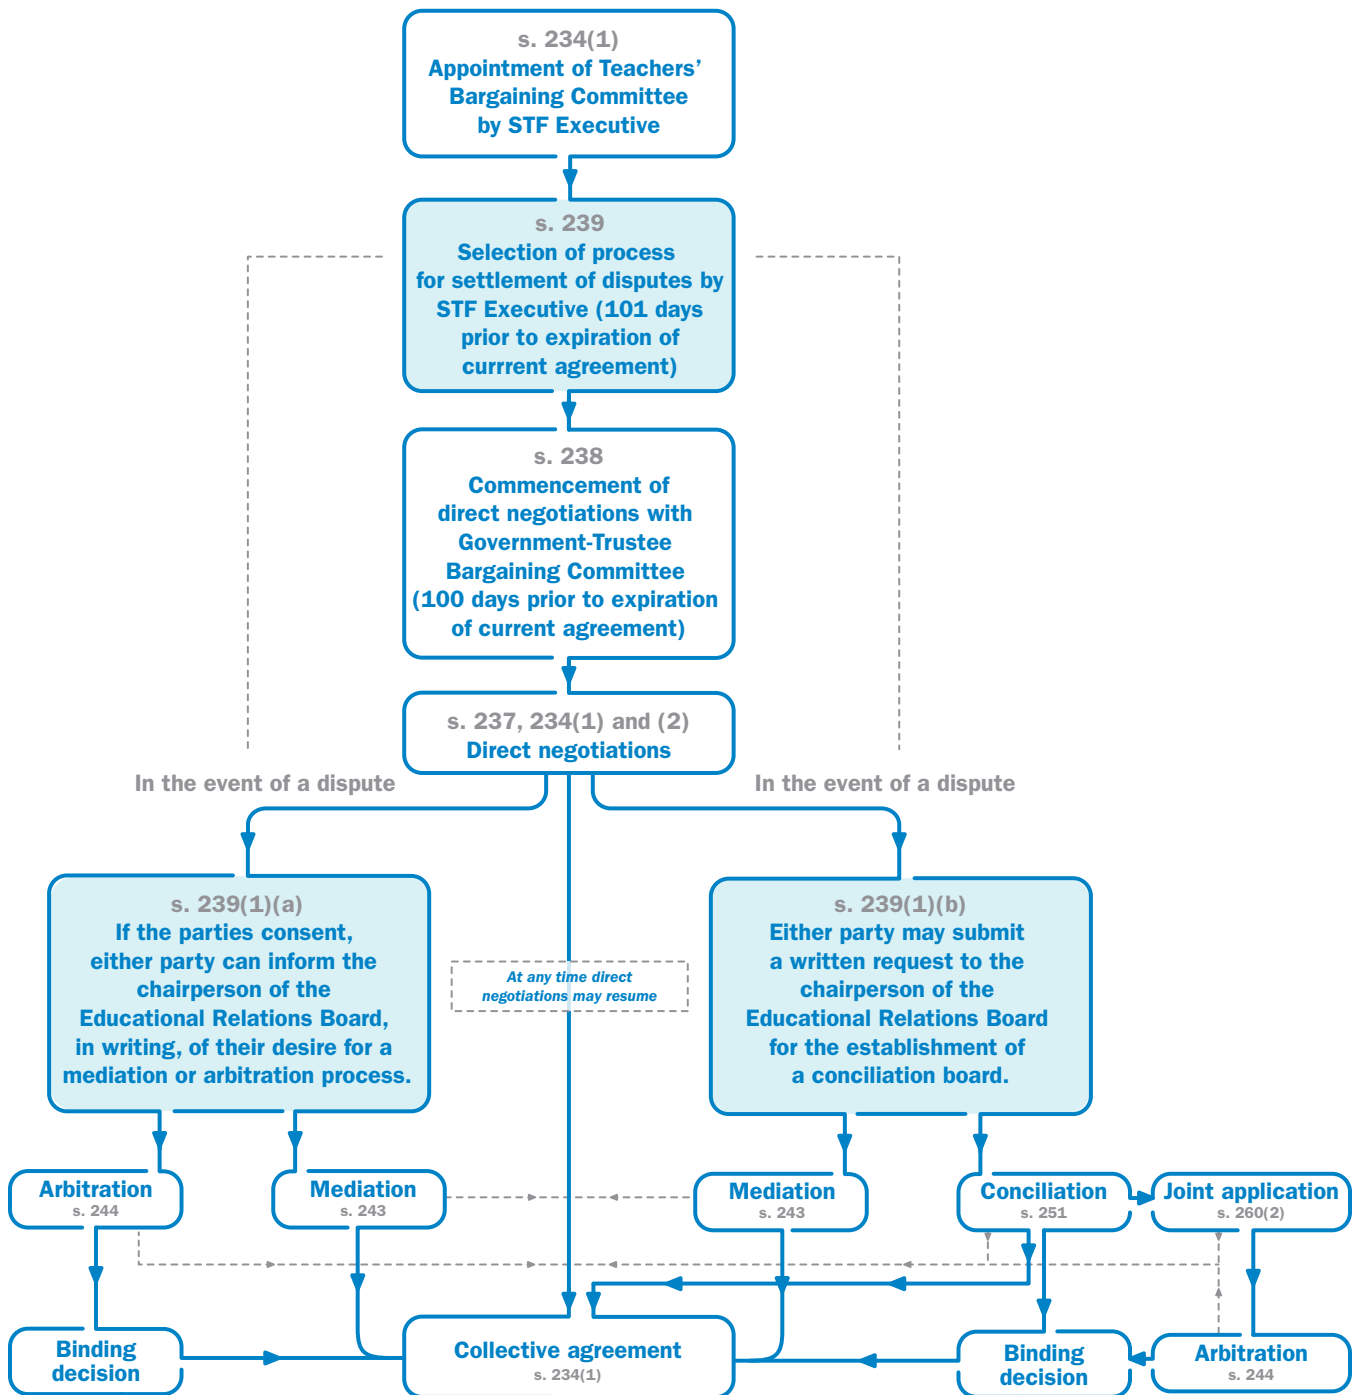 s. 234(1)
Appointment of Teachers’
Bargaining Committee
by STF Executive
s. 239
Selection of process
for settlement of disputes by
STF Executive (101 days
prior to expiration of
currrent agreement)
s. 238
Commencement of
direct negotiations with
Government-Trustee
Bargaining Committee
(100 days prior to expiration
of current agreement)
s. 237, 234(1) and (2)
Direct negotiations
In the event of a dispute
In the event of a dispute
s. 239(1)(a)
If the parties consent,
either party can inform the
chairperson of the
Educational Relations Board,
in writing, of their desire for a
mediation or arbitration process.
At any time direct
negotiations may resume
s. 239(1)(b)
Either party may submit
a written request to the
chairperson of the
Educational Relations Board
for the establishment of
a conciliation board.
Arbitration
s. 244
Mediation
s. 243
Mediation
s. 243
Conciliation
s. 251
Joint application
s. 260(2)
Binding
decision
Collective agreement
s. 234(1)
Binding
decision
Arbitration
s. 244